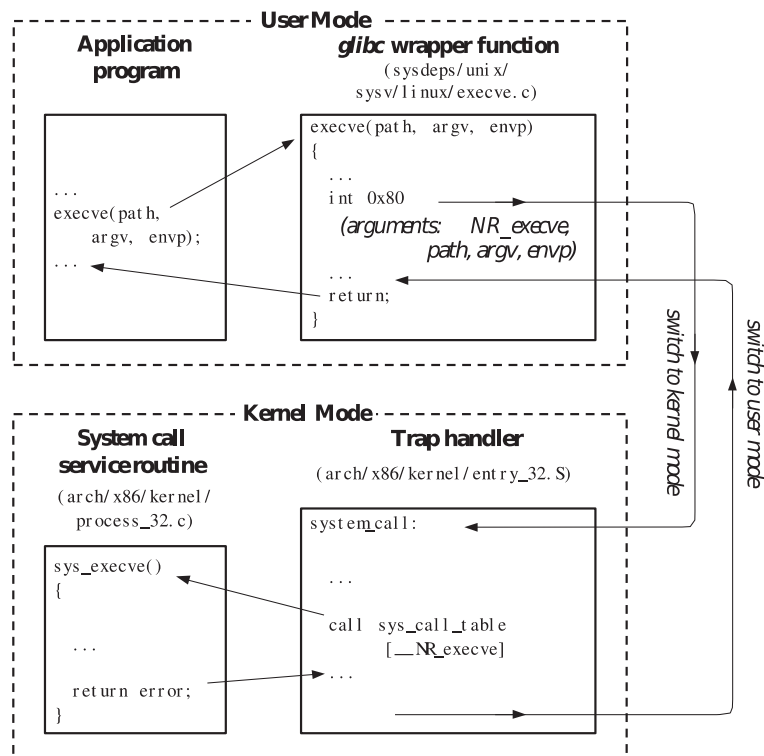 User Mode
Application
program
glibc wrapper function
(sysdeps/unix/
sysv/linux/execve.c)
...
execve(path,
argv, envp);
...
execve(path, argv, envp)
{
...
int 0x80
(arguments: NR_execve,
path, argv, envp)
...
return;
}
switch to kernel mode
switch to user mode
Kernel Mode
System call
service routine
(arch/x86/kernel/
process_32.c)
Trap handler
(arch/x86/kernel/entry_32.S)
sys_execve()
{
...
return error;
}
system_call:
...
call sys_call_table
[__NR_execve]
...